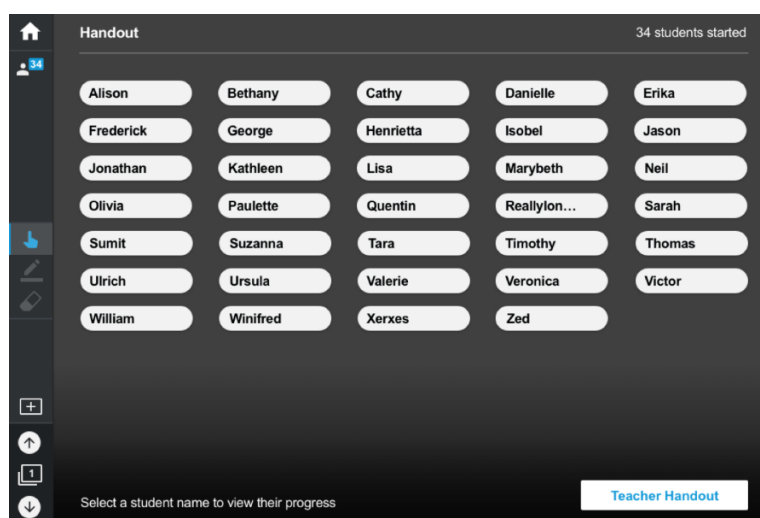 Handout
34 students started
34
Alison Bethany Cathy Danielle Erika
Frederick George Henrietta Isobel Jason
Jonathan Kathleen Lisa Marybeth Neil
Olivia Paulette Quentin Reallylon... Sarah
Sumit Suzanna Tara Timothy Thomas
Ulrich Ursula Valerie Veronica Victor
William Winifred Xerxes Zed
1
Select a student name to view their progress
Teacher Handout